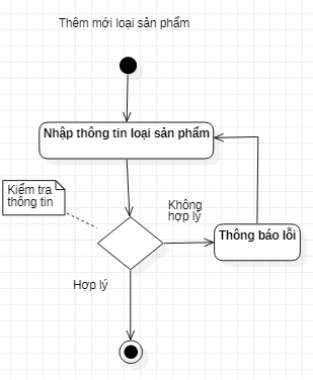 Thêm mới loại sản phẩm
Nhập thông tin loại sản phẩm
Kiểm tra
thông tin
Không
hợp lý
Thông báo lỗi
Hợp lý